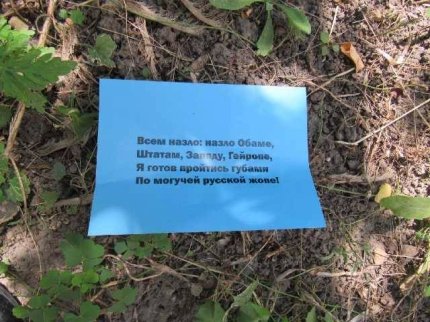 Всем назло: назло Обаме,
Штатам, Западу, Гейропе,
Я готов пройтись губами
По могучей русской жопе!